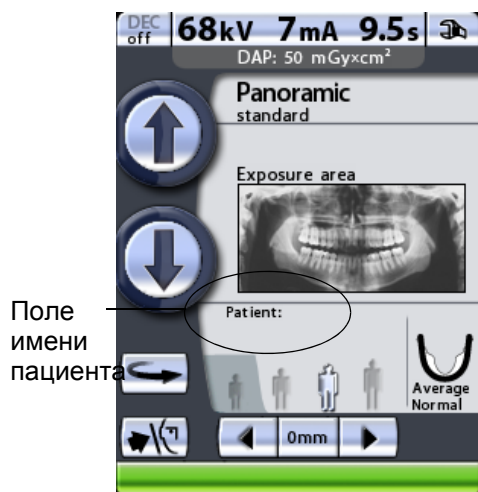 DEC
off
68kV 7mA 9.5s
DAP: 50 mGy×cm²
Panoramic
standard
Exposure area
Patient:
Поле
имени
пациента
Average
Normal
0mm